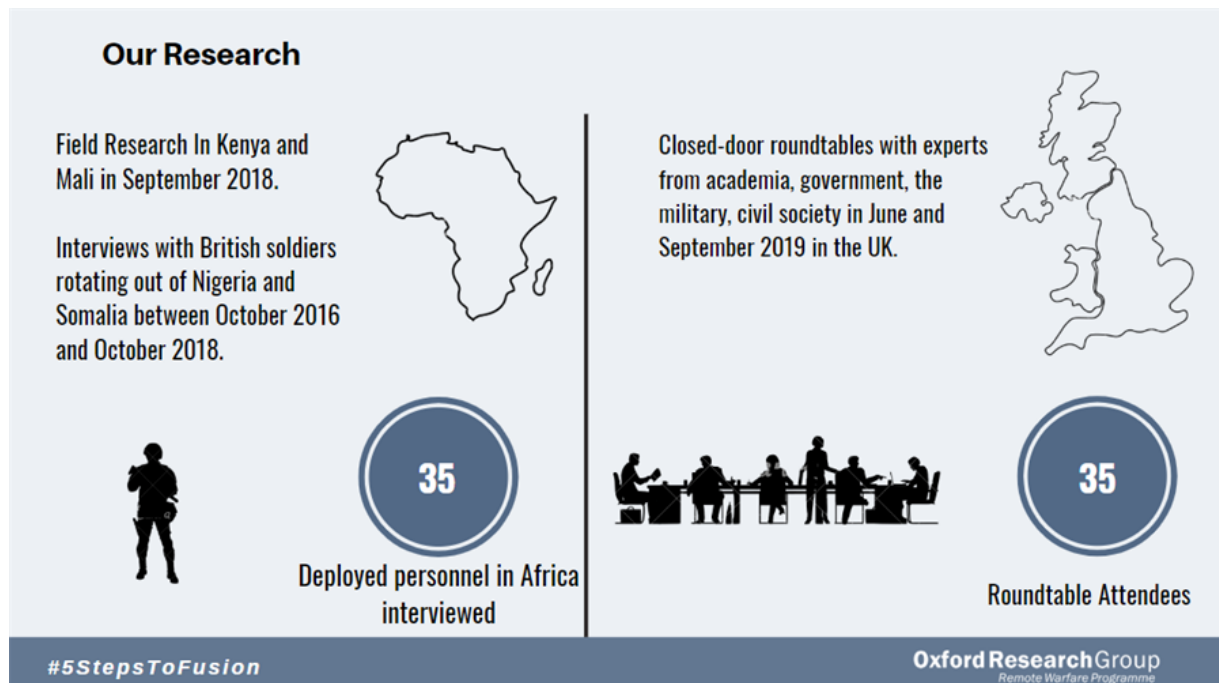 Our Research
Field Research In Kenya and
Mali in September 2018.
Interviews with British soldiers
rotating out of Nigeria and
Somalia between October 2016
and October 2018.
35
Deployed personnel in Africa
interviewed
Closed-door roundtables with experts
from academia, government, the
military, civil society in June and
September 2019 in the UK.
35
Roundtable Attendees
#5StepsToFusion
OxfordResearchGroup
Remote Warfare Programme